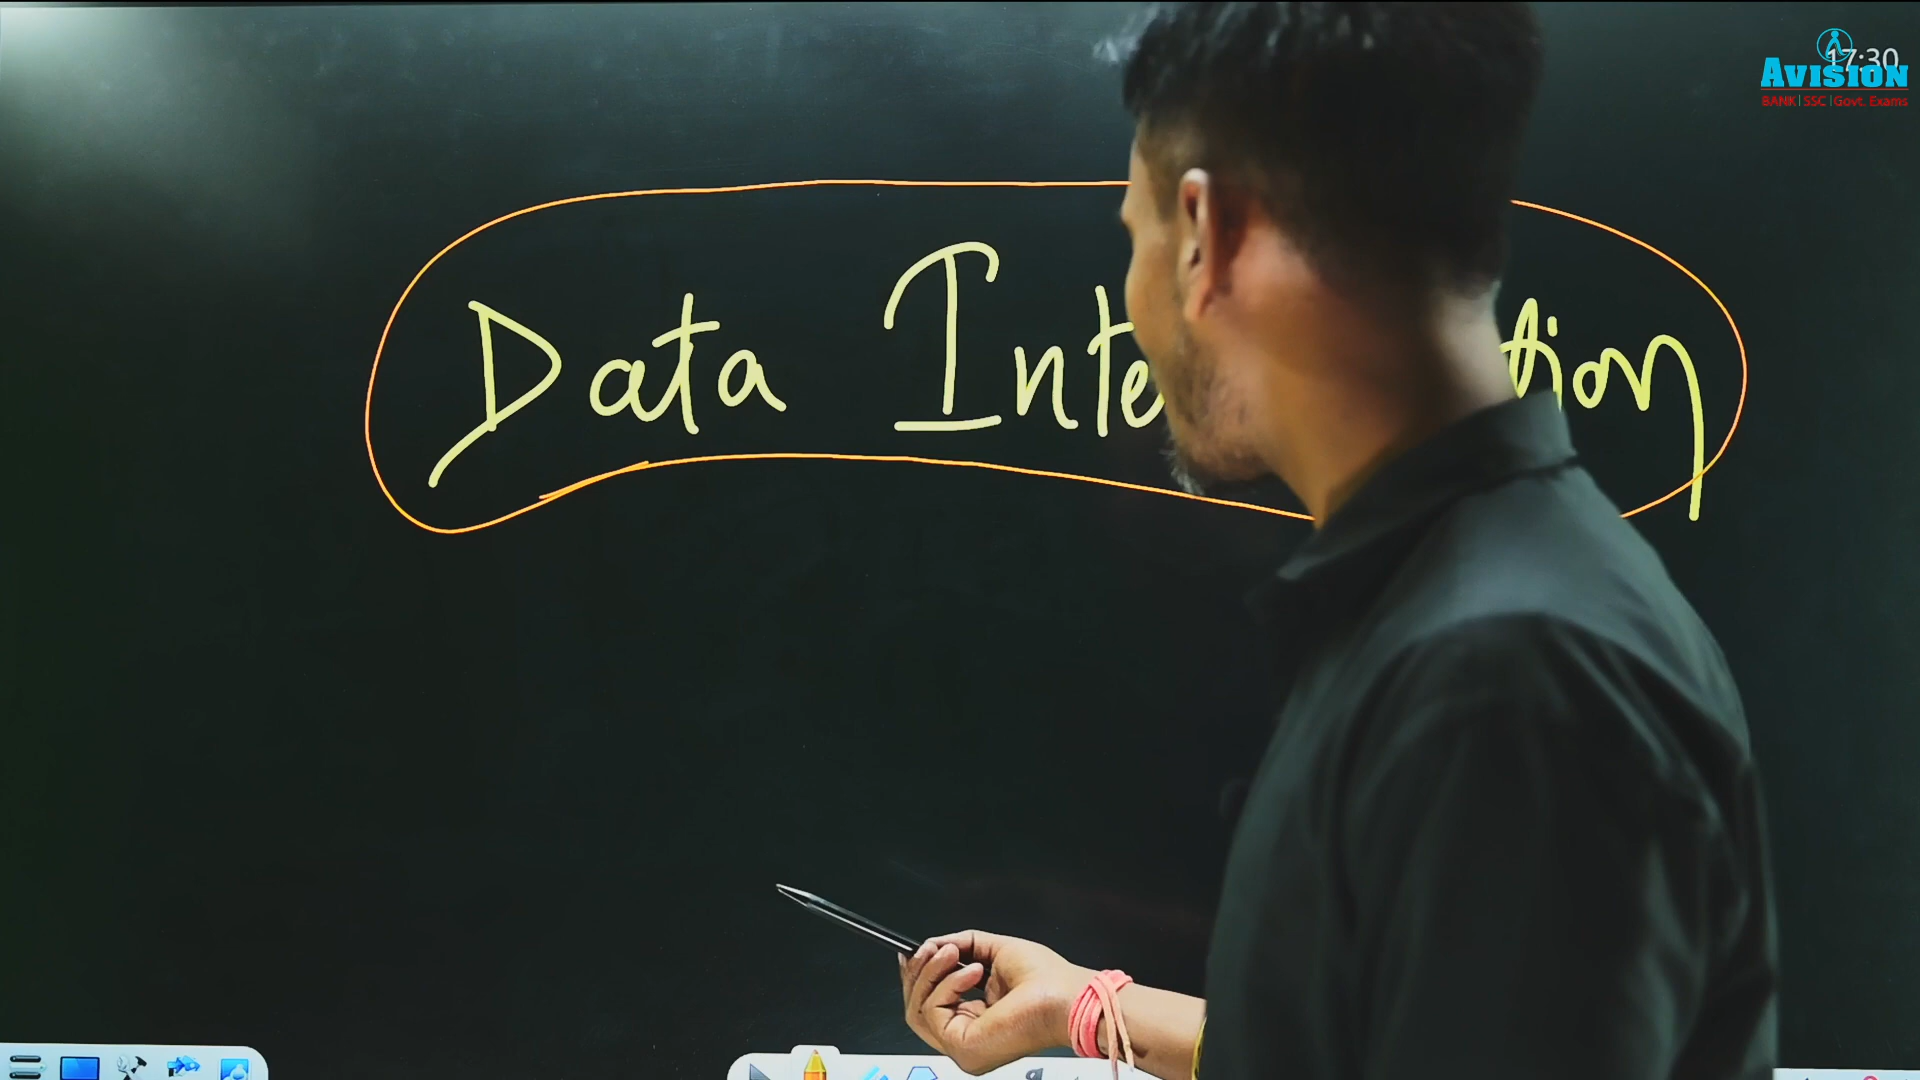 17:30
AVISION
BANK | SSC | Govt. Exams
Data Inte tion